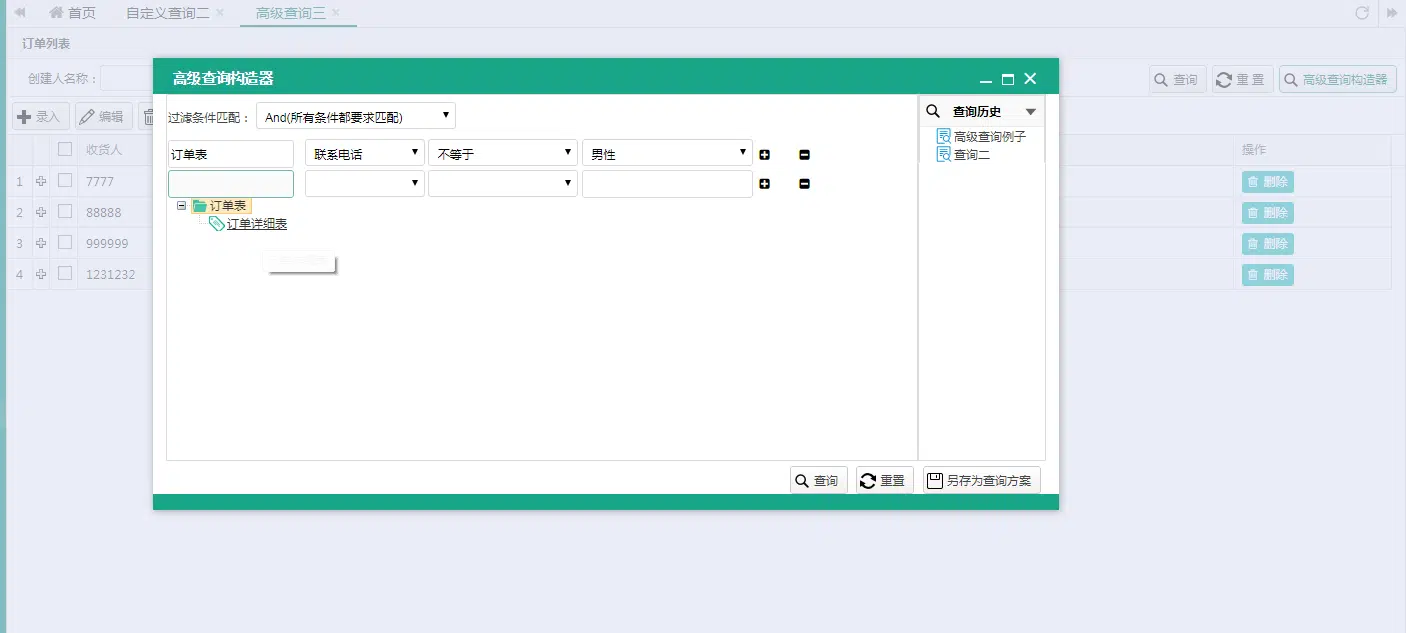 首页 自定义查询二 × 高级查询三 ×
订单列表
创建人名称： 查询 重置 高级查询构造器
录入 编辑
收货人 操作
1 7777 删除
2 88888 删除
3 999999 删除
4 1231232 删除
高级查询构造器
过滤条件匹配： And(所有条件都要求匹配)
订单表 联系电话 不等于 男性
订单表
订单详细表
查询历史
高级查询例子
查询二
查询 重置 另存为查询方案